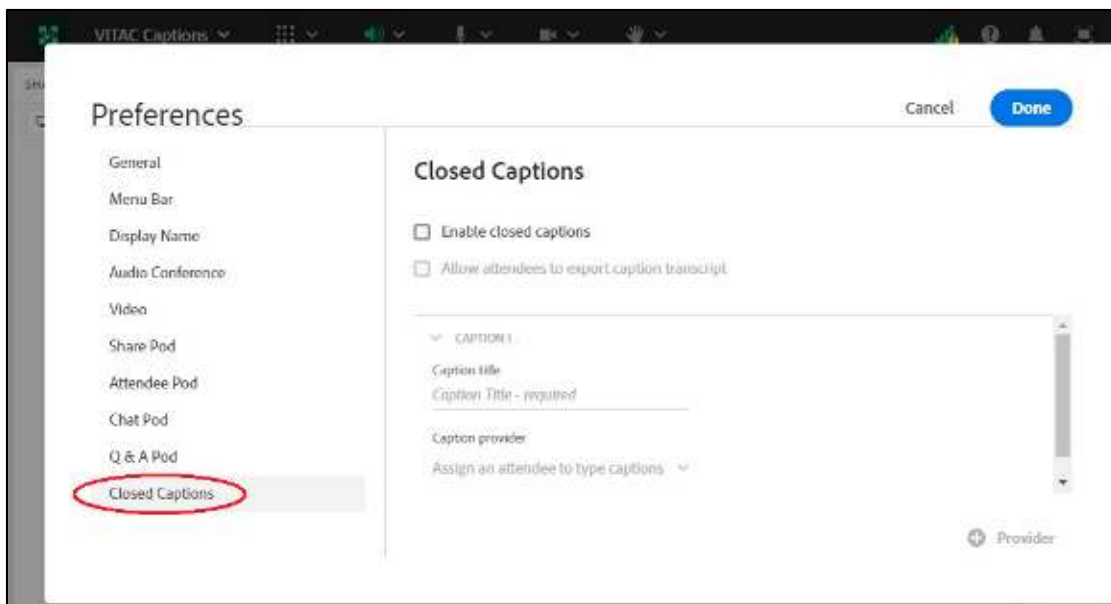 VITAC Captions
Preferences
Cancel
Done
General
Menu Bar
Display Name
Audio Conference
Video
Share Pod
Attendee Pod
Chat Pod
Q & A Pod
Closed Captions
Closed Captions
Enable closed captions
Allow attendees to export caption transcript
CAPTION 1
Caption title
Caption Title - required
Caption provider
Assign an attendee to type captions
Provider